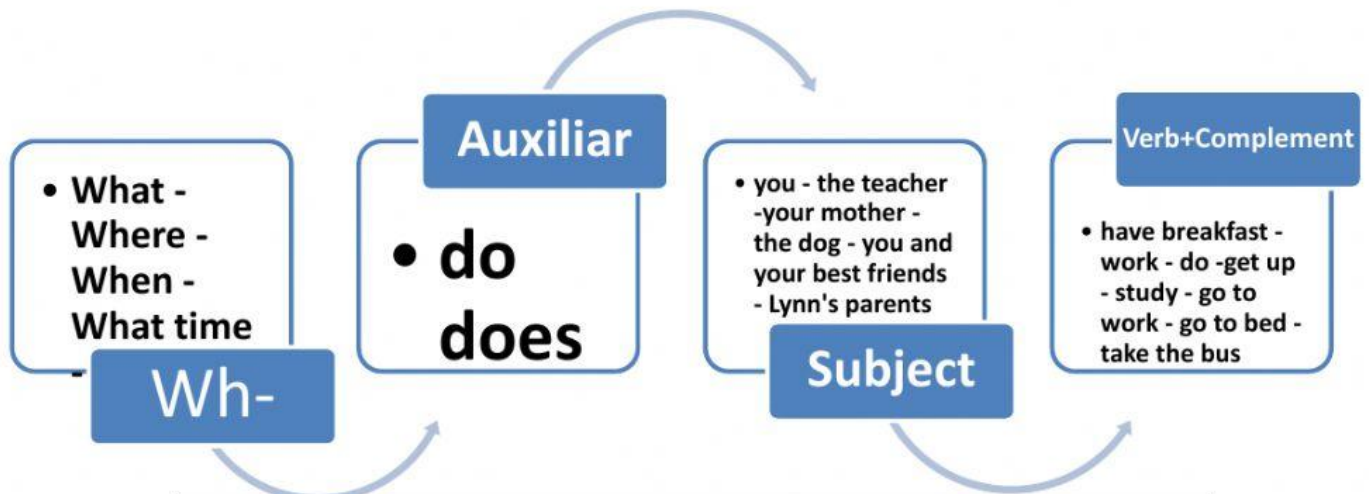 • What -
Where -
When -
What time
-
Wh-
Auxiliar
• do
does
• you - the teacher
-your mother -
the dog - you and
your best friends
- Lynn's parents
Subject
Verb+Complement
• have breakfast -
work - do -get up
- study - go to
work - go to bed -
take the bus